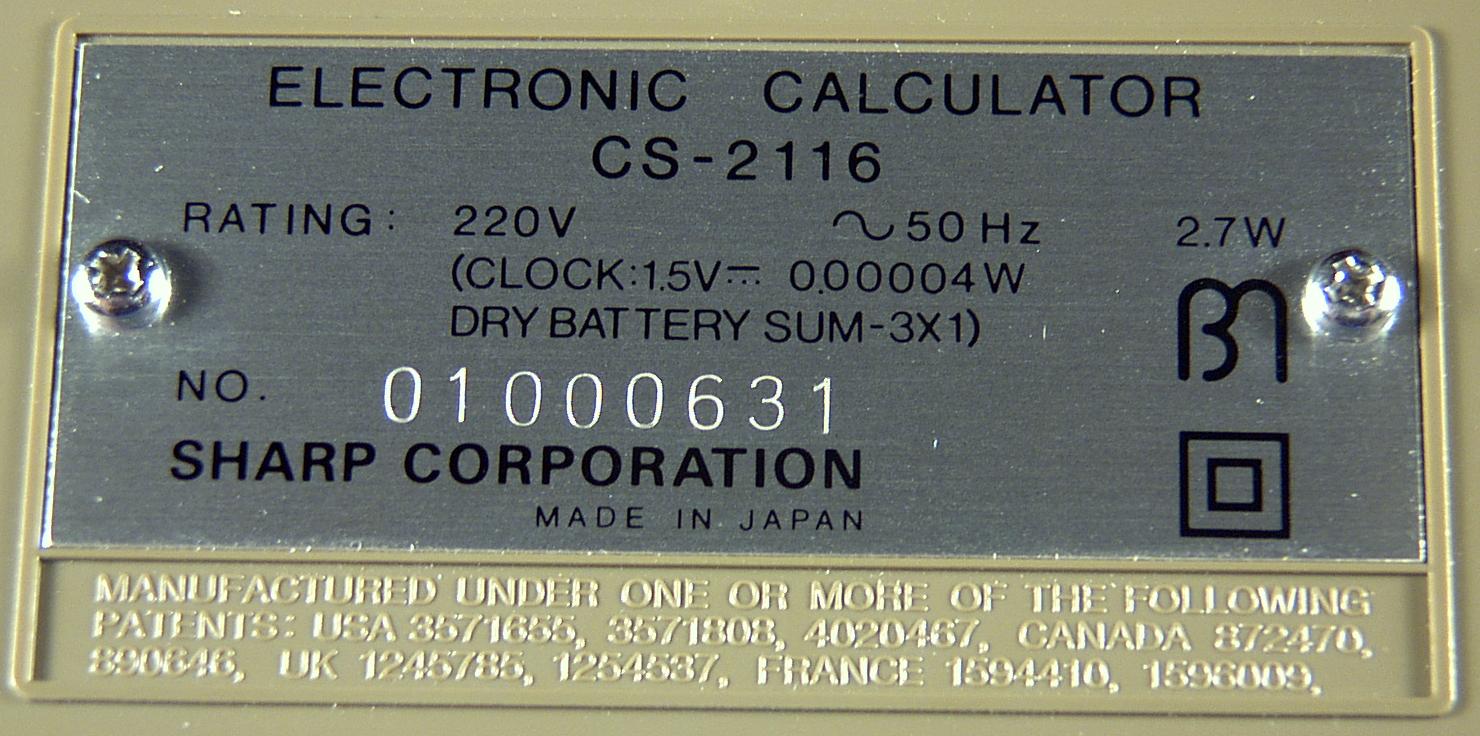 ELECTRONIC CALCULATOR
CS-2116
RATING: 220V ~50 Hz 2.7W
(CLOCK:1.5V⎓ 0.00004W
DRY BATTERY SUM-3X1)
NO. 01000631
SHARP CORPORATION
MADE IN JAPAN
MANUFACTURED UNDER ONE OR MORE OF THE FOLLOWING
PATENTS: USA 3571655, 3571808, 4020467, CANADA 872470,
890646, UK 1245785, 1254537, FRANCE 1594410, 1596009,